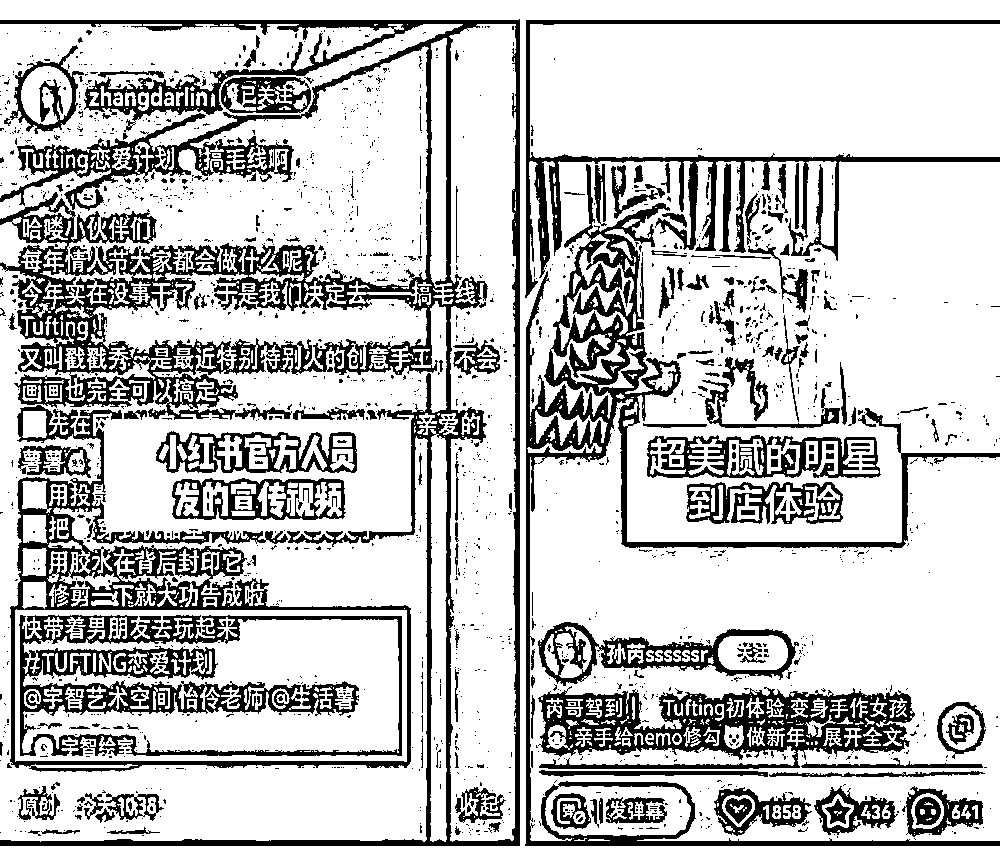 zhangdarlin 已关注
Tufting恋爱计划 搞毛线啊
人
哈喽小伙伴们
每年情人节大家都会做什么呢?
今年实在没事干了,于是我们决定去——搞毛线!
Tufting!
又叫戳戳秀~是最近特别特别火的创意手工,不会
画画也完全可以搞定~
先在网 亲爱的
薯薯
用投影
把
用胶水在背后封印它
修剪一下就大功告成啦
快带着男朋友去玩起来
#TUFTING恋爱计划
@宇智艺术空间 怡伶老师 @生活薯
宇智绘室
原创 今天 10:38 收起
小红书官方人员
发的宣传视频
超美腻的明星
到店体验
孙芮ssssssr 关注
芮哥驾到 Tufting初体验,变身手作女孩
亲手给nemo修勾 做新年... 展开全文
发弹幕 1858 436 641